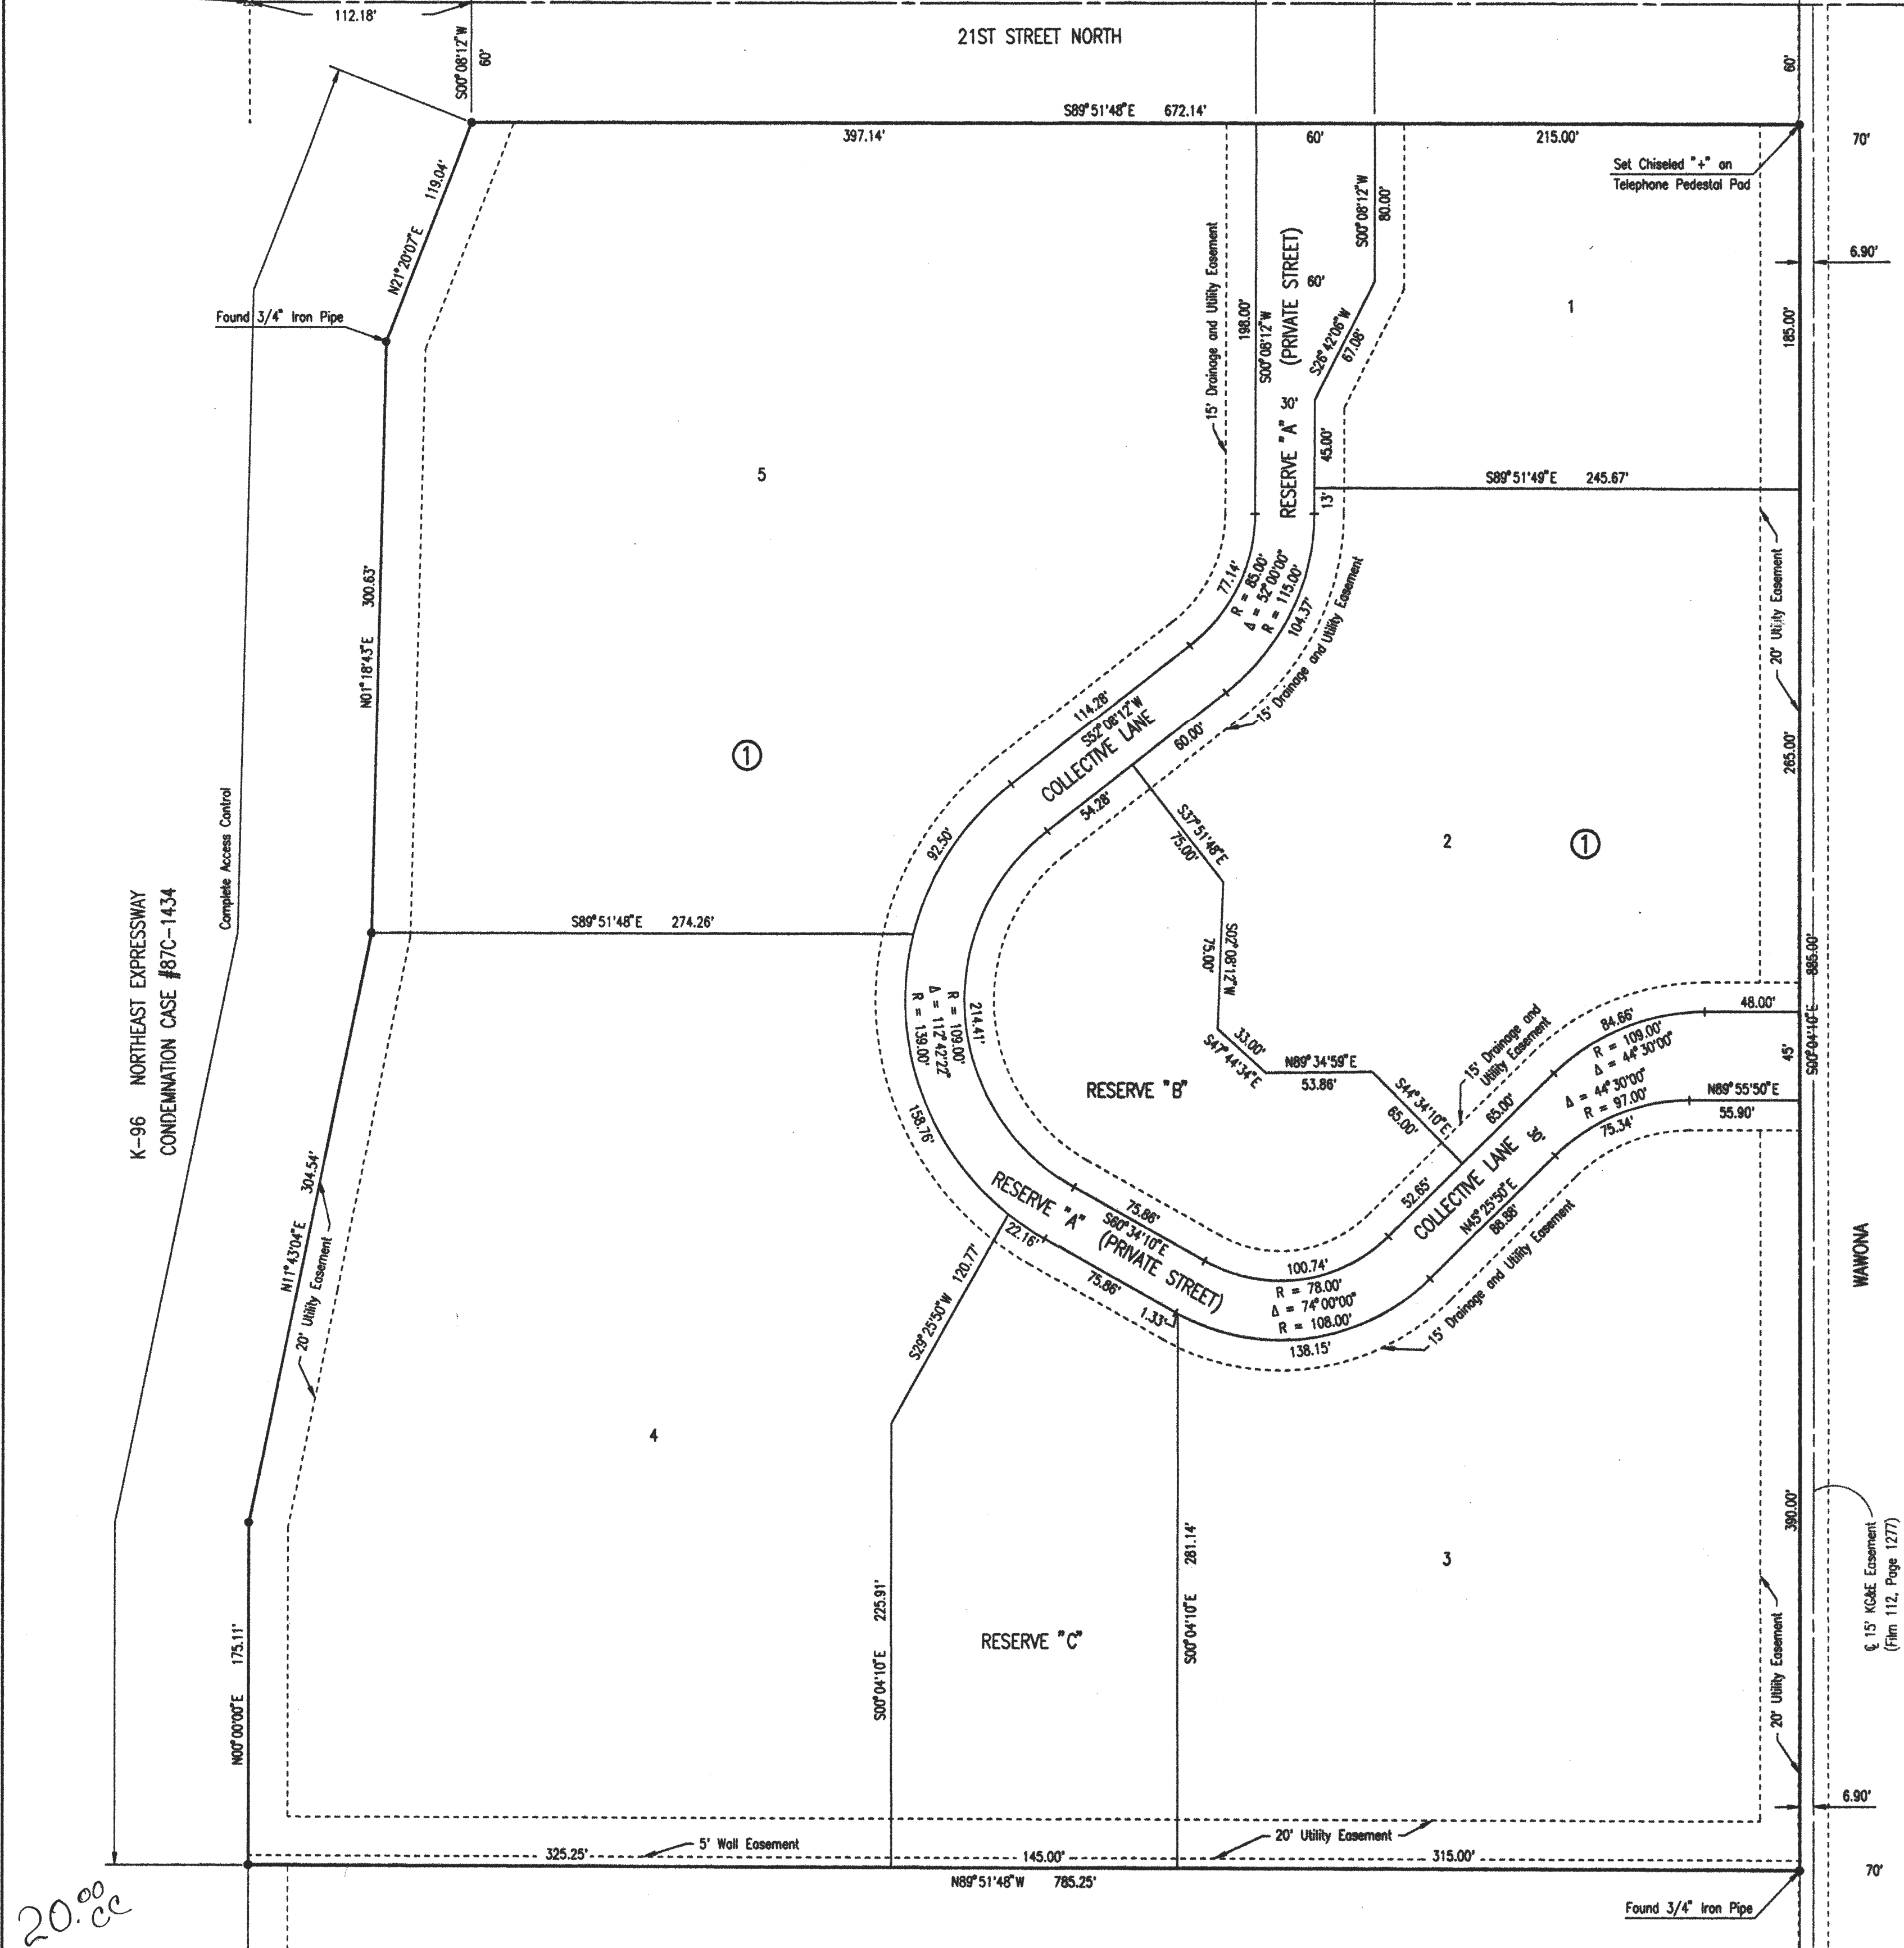 112.18'
S00°08'12"W
60'
21ST STREET NORTH
60'
S89°51'48"E 672.14'
397.14'
60'
215.00'
70'
Set Chiseled "+" on
Telephone Pedestal Pad
N21°20'07"E 119.04'
Found 3/4" Iron Pipe
15' Drainage and Utility Easement
198.00'
S00°08'12"W
RESERVE "A" (PRIVATE STREET)
60'
30'
S00°08'12"W
80.00'
S26°42'06"W
67.08'
45.00'
13'
1
185.00'
6.90'
S89°51'49"E 245.67'
5
N01°18'43"E 300.63'
77.14'
R = 85.00'
Δ = 52°00'00"
R = 115.00'
104.37'
15' Drainage and Utility Easement
20' Utility Easement
265.00'
114.28'
S52°08'12"W
COLLECTIVE LANE
60.00'
54.28'
1
92.50'
S37°51'48"E
75.00'
2
1
Complete Access Control
K-96 NORTHEAST EXPRESSWAY
CONDEMNATION CASE #87C-1434
S89°51'48"E 274.26'
S02°08'12"W
75.00'
S00°04'10"E 885.00'
214.41'
R = 109.00'
Δ = 112°42'22"
R = 139.00'
33.00'
S47°44'34"E
N89°34'59"E
53.86'
S44°34'10"E
65.00'
15' Drainage and
Utility Easement
84.66'
R = 109.00'
Δ = 44°30'00"
Δ = 44°30'00"
R = 97.00'
75.34'
48.00'
45'
N89°55'50"E
55.90'
RESERVE "B"
158.76'
65.00'
52.65'
COLLECTIVE LANE
30'
N45°25'50"E
88.88'
RESERVE "A"
(PRIVATE STREET)
75.86'
S60°34'10"E
22.16'
75.86'
1.33'
100.74'
R = 78.00'
Δ = 74°00'00"
R = 108.00'
138.15'
15' Drainage and Utility Easement
WAWONA
N11°43'04"E 304.54'
20' Utility Easement
S29°25'50"W 120.77'
4
3
390.00'
℄ 15' KG&E Easement
(Film 112, Page 1277)
N00°00'00"E 175.11'
S00°04'10"E 225.91'
RESERVE "C"
S00°04'10"E 281.14'
20' Utility Easement
6.90'
5' Wall Easement
20' Utility Easement
325.25'
145.00'
315.00'
N89°51'48"W 785.25'
70'
Found 3/4" Iron Pipe
20.00
cc